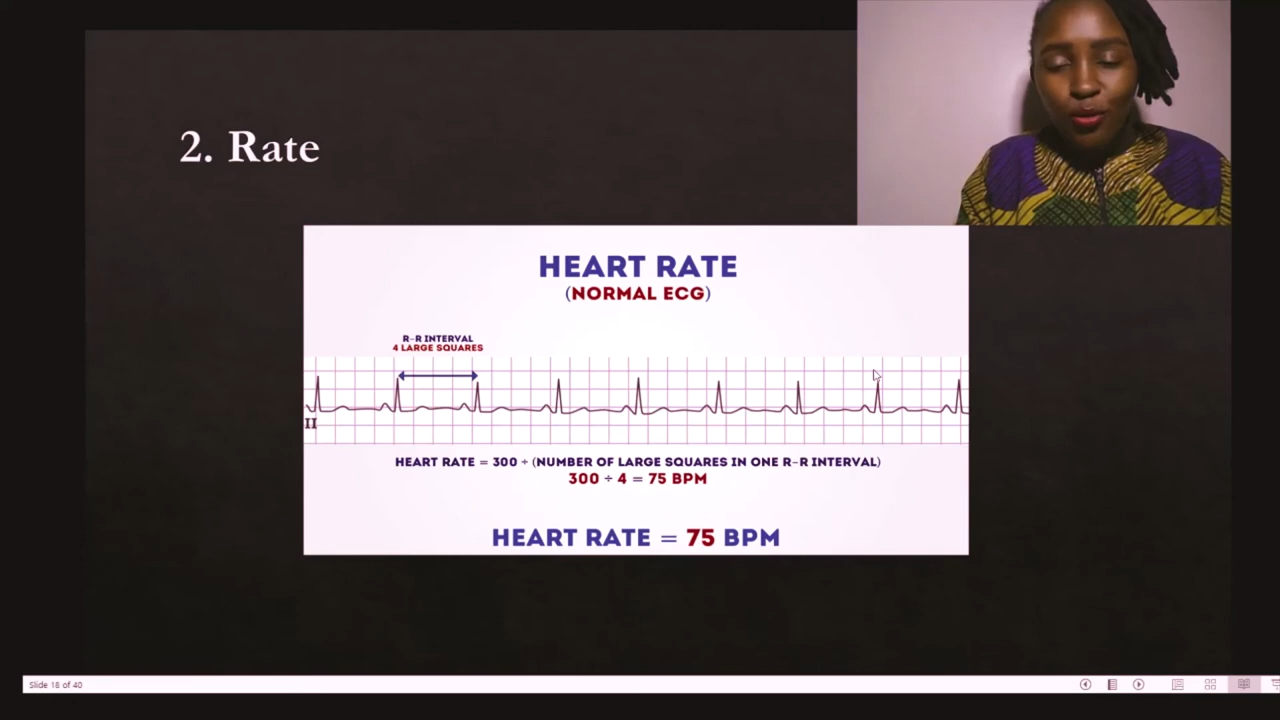 2. Rate
HEART RATE
(NORMAL ECG)
R-R INTERVAL
4 LARGE SQUARES
II
HEART RATE = 300 ÷ (NUMBER OF LARGE SQUARES IN ONE R-R INTERVAL)
300 ÷ 4 = 75 BPM
HEART RATE = 75 BPM
Slide 18 of 40